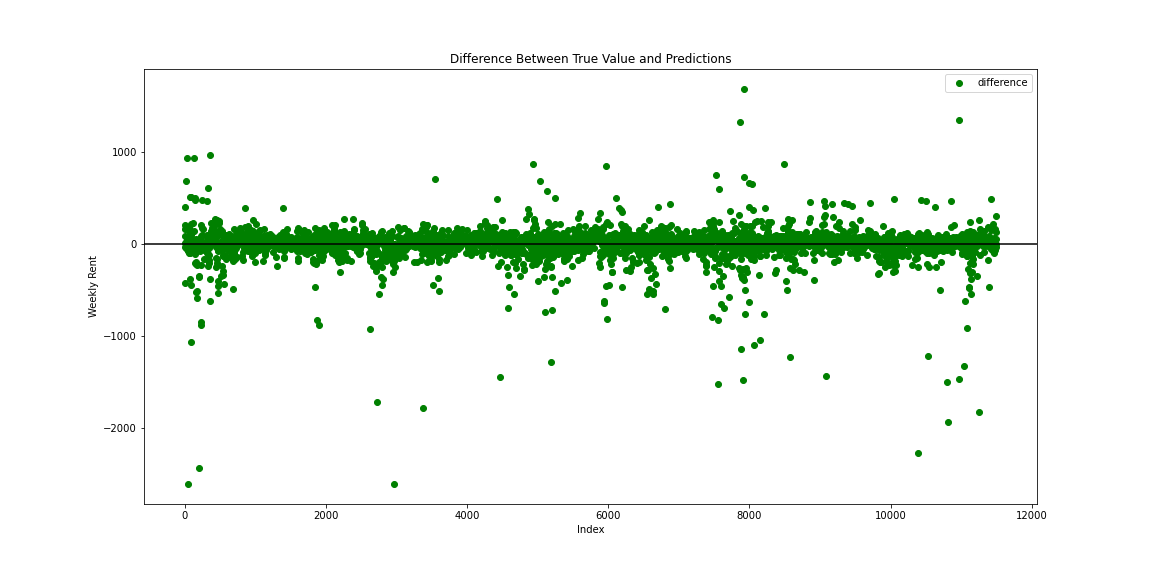 Difference Between True Value and Predictions
difference
1000
0
−1000
−2000
Weekly Rent
0 2000 4000 6000 8000 10000 12000
Index